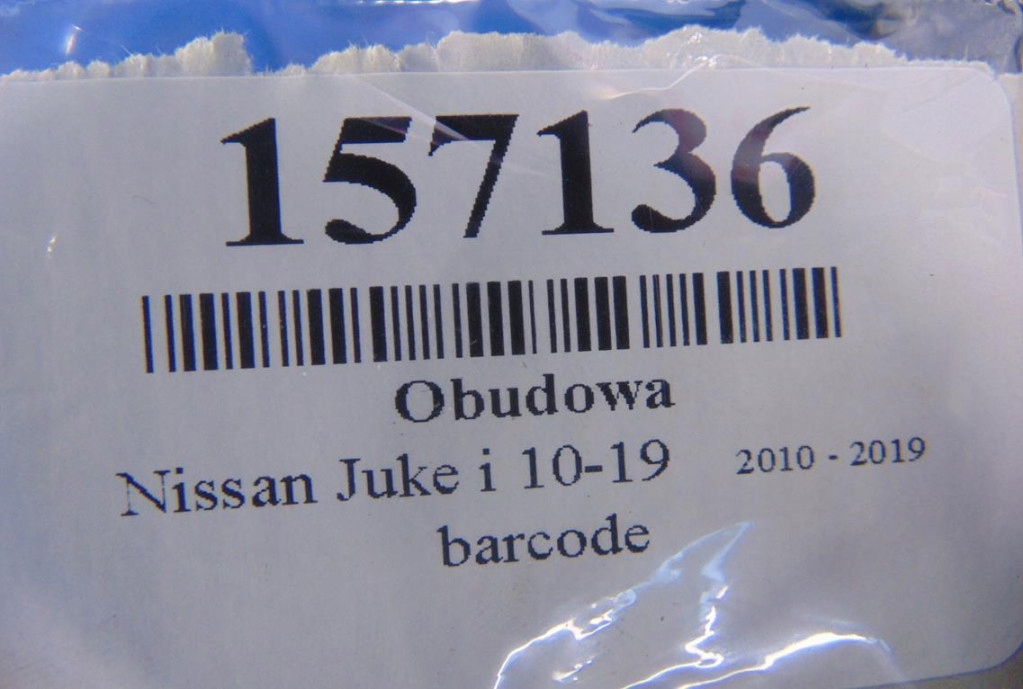 157136
Obudowa
Nissan Juke i 10-19 2010 - 2019
barcode